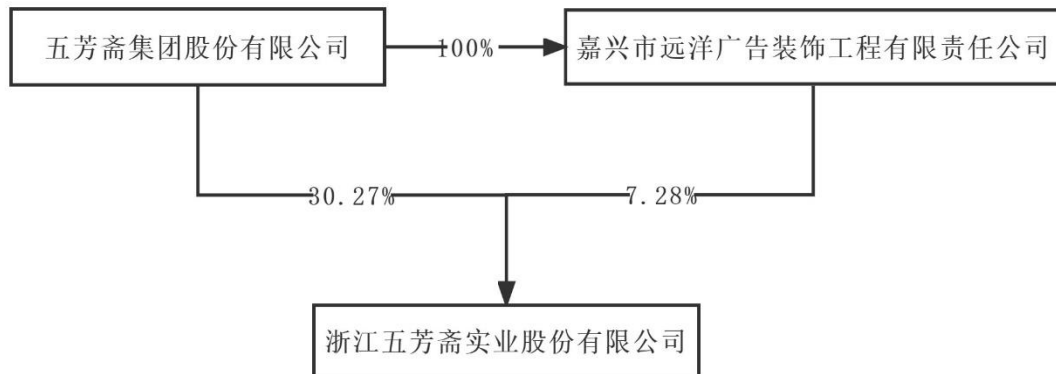 五芳斋集团股份有限公司
100%
嘉兴市远洋广告装饰工程有限责任公司
30.27%
7.28%
浙江五芳斋实业股份有限公司